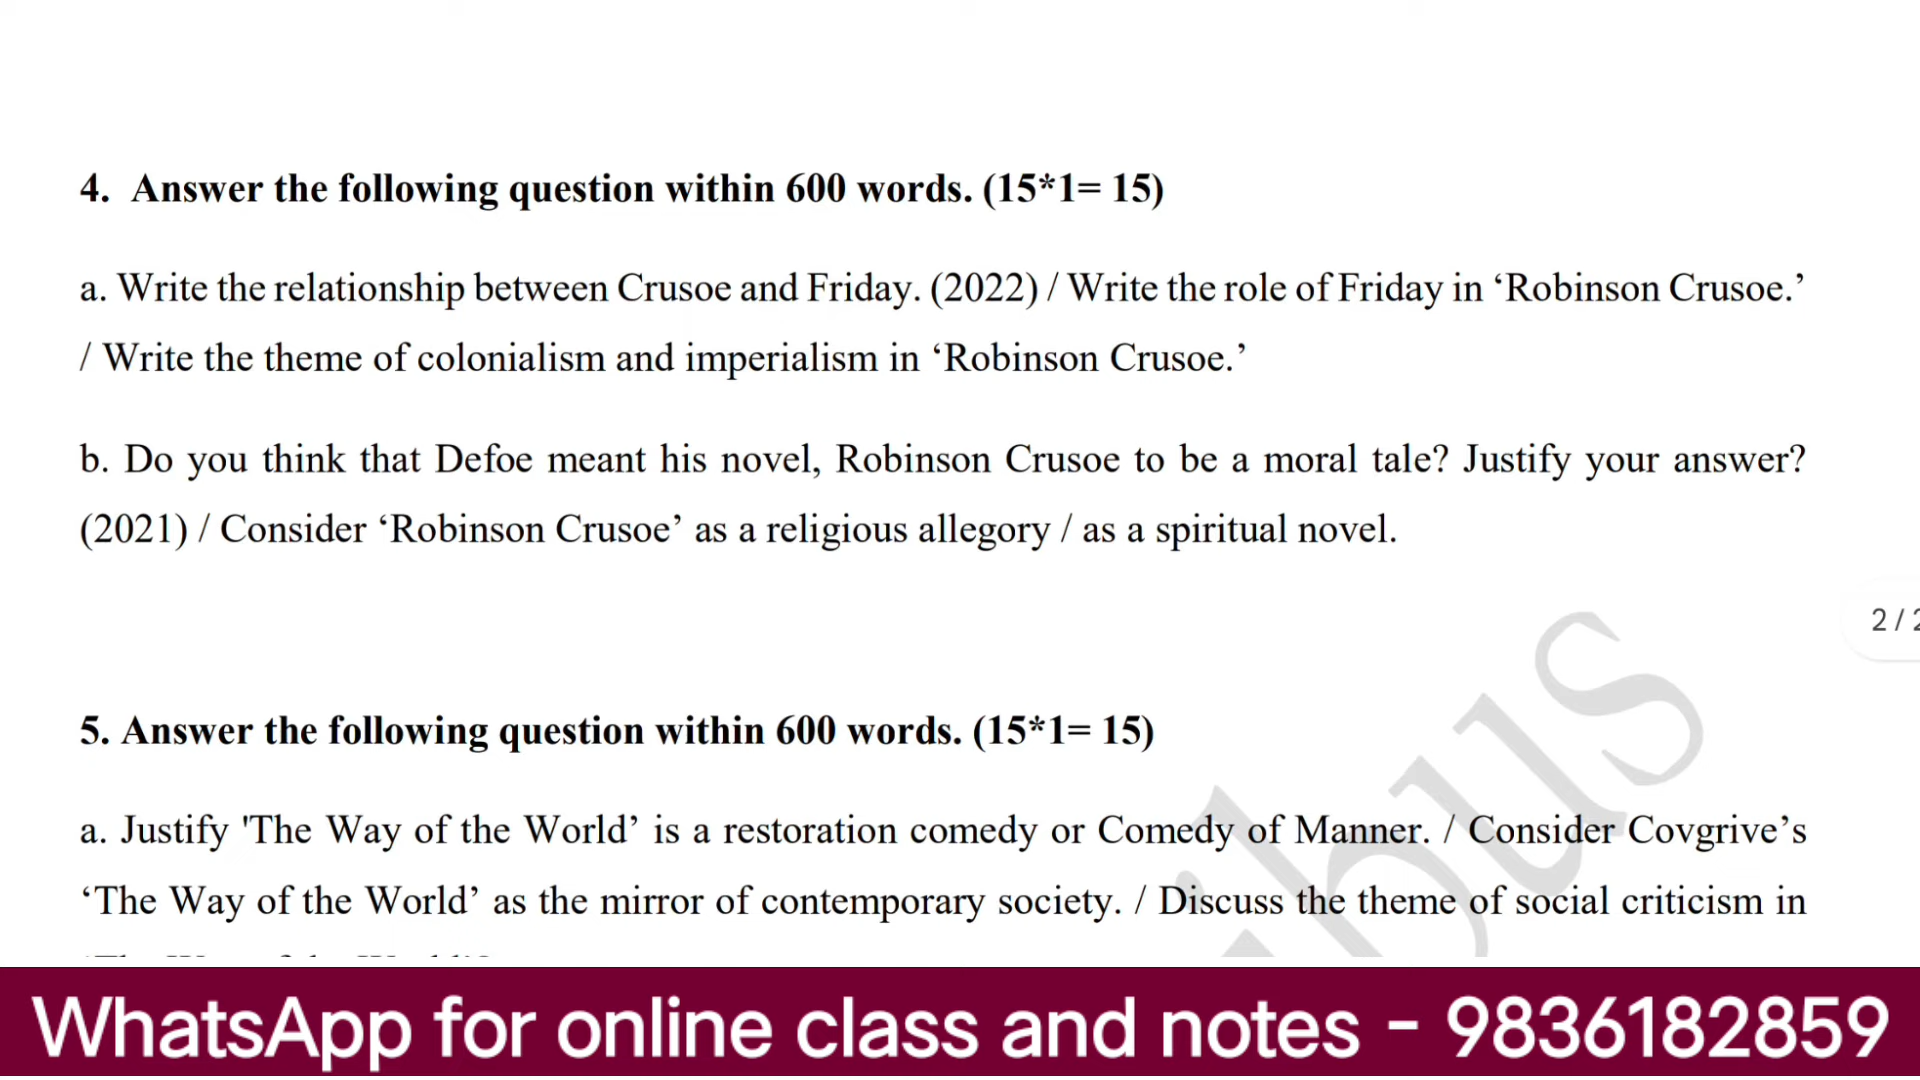 4. Answer the following question within 600 words. (15*1= 15)
a. Write the relationship between Crusoe and Friday. (2022) / Write the role of Friday in ‘Robinson Crusoe.’
/ Write the theme of colonialism and imperialism in ‘Robinson Crusoe.’
b. Do you think that Defoe meant his novel, Robinson Crusoe to be a moral tale? Justify your answer?
(2021) / Consider ‘Robinson Crusoe’ as a religious allegory / as a spiritual novel.
2 / 2
5. Answer the following question within 600 words. (15*1= 15)
a. Justify 'The Way of the World’ is a restoration comedy or Comedy of Manner. / Consider Covgrive’s
‘The Way of the World’ as the mirror of contemporary society. / Discuss the theme of social criticism in
WhatsApp for online class and notes - 9836182859